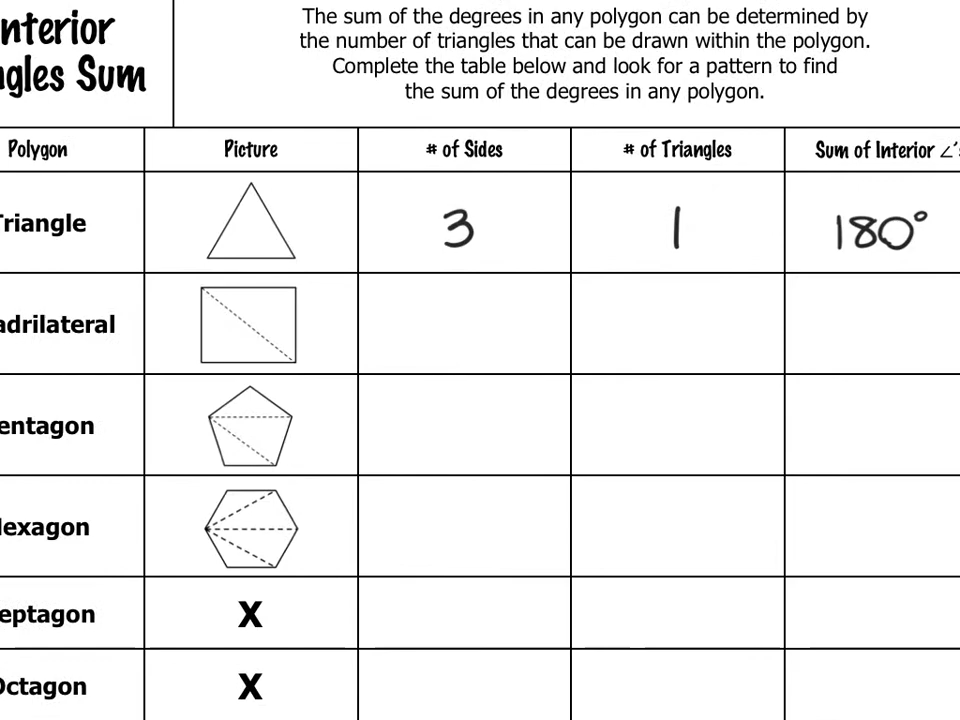 nterior
ngles Sum
The sum of the degrees in any polygon can be determined by
the number of triangles that can be drawn within the polygon.
Complete the table below and look for a pattern to find
the sum of the degrees in any polygon.
Polygon Picture # of Sides # of Triangles Sum of Interior ∠'s
Triangle 3 1 180°
adrilateral
entagon
exagon
eptagon X
Octagon X